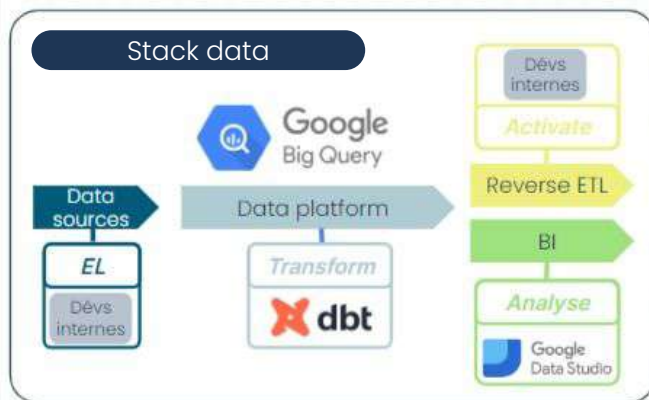 Stack data
Google
Big Query
Data
sources
EL
Dévs
internes
Data platform
Transform
dbt
Dévs
internes
Activate
Reverse ETL
BI
Analyse
Google
Data Studio